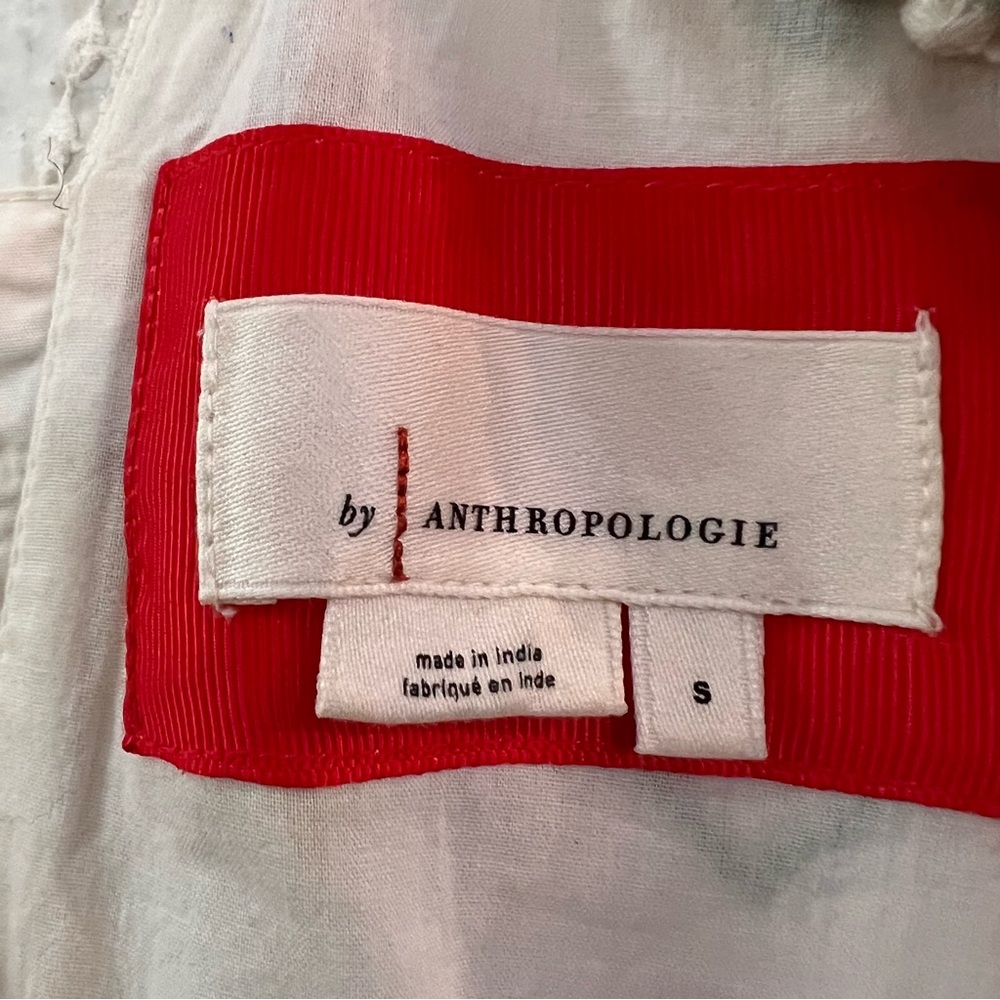 by ANTHROPOLOGIE
made in india
fabriqué en Inde
S